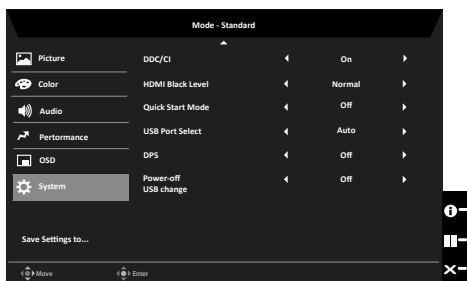 Mode - Standard
Picture
Color
Audio
Pertormance
OSD
System
DDC/CI On
HDMI Black Level Normal
Quick Start Mode Off
USB Port Select Auto
DPS Off
Power-off
USB change Off
Save Settings to...
Move Enter